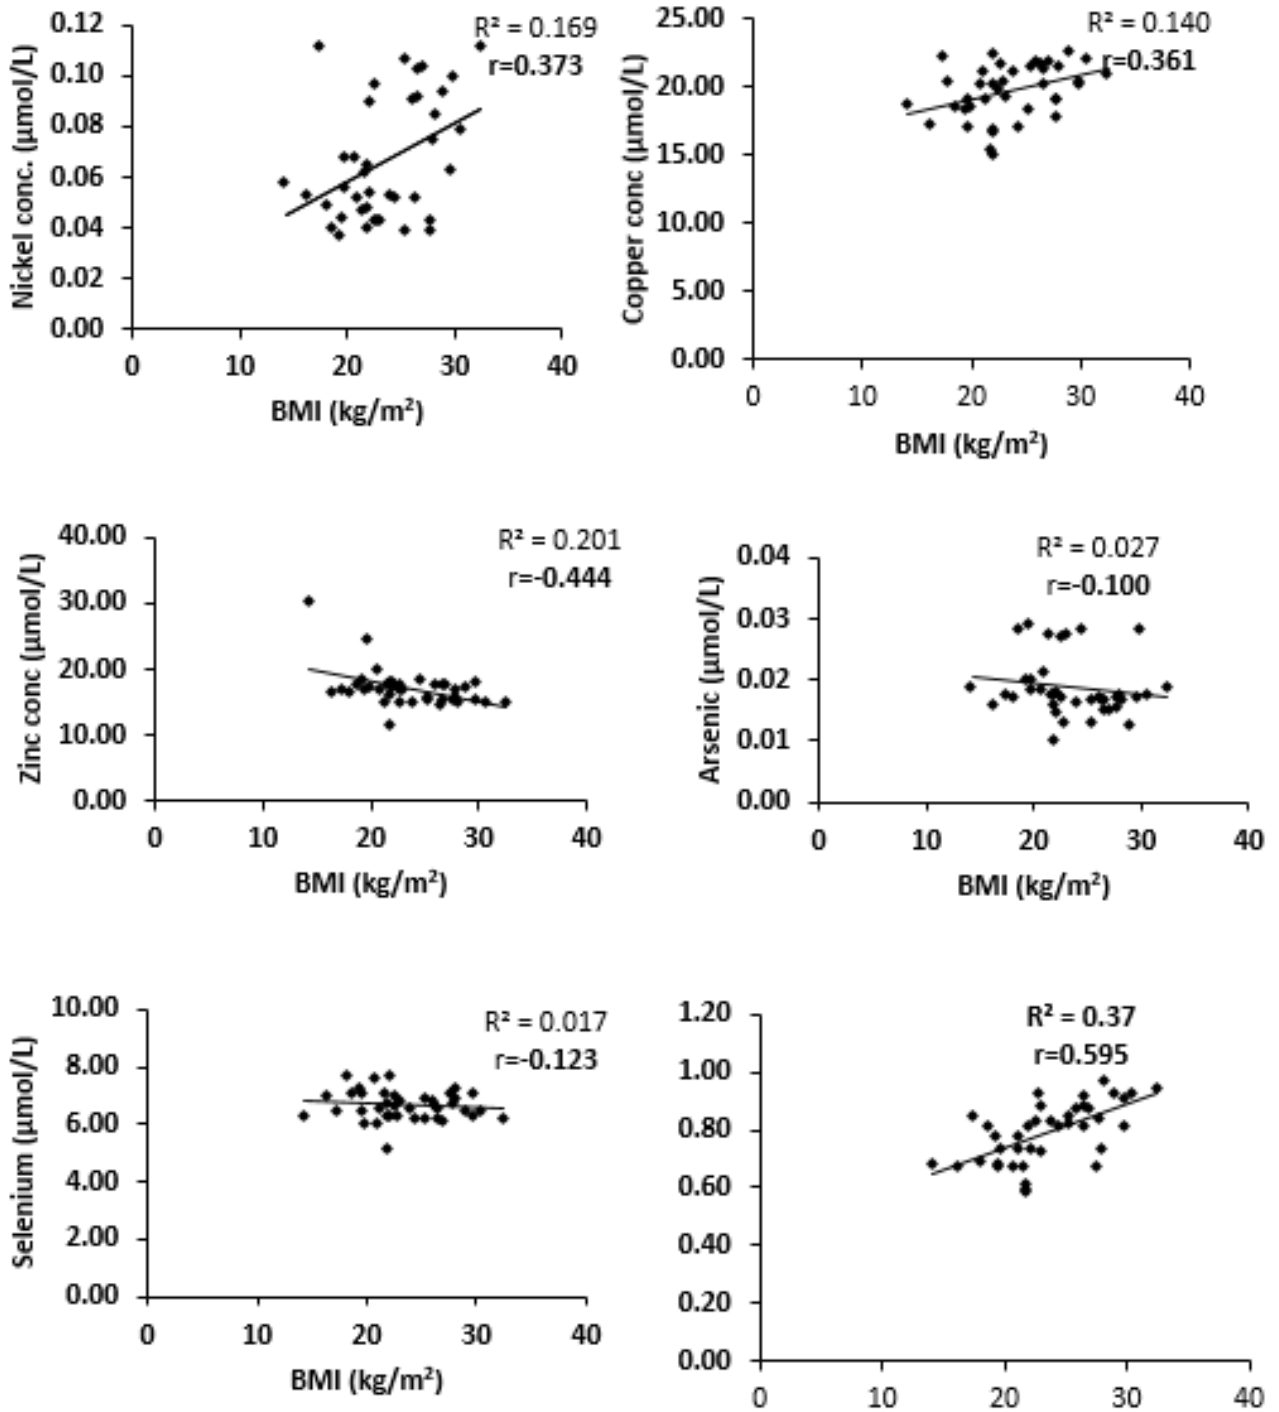 0.12
0.10
0.08
0.06
0.04
0.02
0.00
Nickel conc. (µmol/L)
R² = 0.169
r=0.373
0 10 20 30 40
BMI (kg/m²)
25.00
20.00
15.00
10.00
5.00
0.00
Copper conc (µmol/L)
R² = 0.140
r=0.361
0 10 20 30 40
BMI (kg/m²)
40.00
30.00
20.00
10.00
0.00
Zinc conc (µmol/L)
R² = 0.201
r=-0.444
0 10 20 30 40
BMI (kg/m²)
0.04
0.03
0.02
0.01
0.00
Arsenic (µmol/L)
R² = 0.027
r=-0.100
0 10 20 30 40
BMI (kg/m²)
10.00
8.00
6.00
4.00
2.00
0.00
Selenium (µmol/L)
R² = 0.017
r=-0.123
0 10 20 30 40
BMI (kg/m²)
1.20
1.00
0.80
0.60
0.40
0.20
0.00
R² = 0.37
r=0.595
0 10 20 30 40